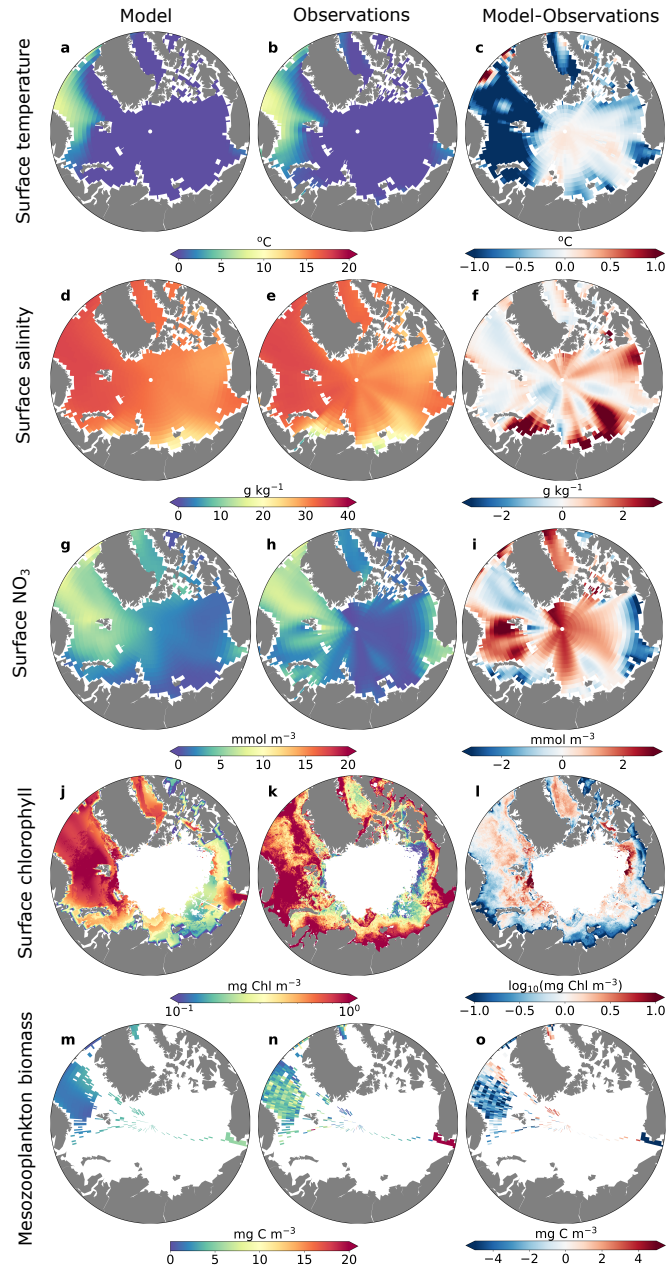 Model Observations Model-Observations
Surface temperature
a b c
°C °C
0 5 10 15 20 −1.0 −0.5 0.0 0.5 1.0
Surface salinity
d e f
g kg⁻¹ g kg⁻¹
0 10 20 30 40 −2 0 2
Surface NO₃
g h i
mmol m⁻³ mmol m⁻³
0 5 10 15 20 −2 0 2
Surface chlorophyll
j k l
mg Chl m⁻³ log₁₀(mg Chl m⁻³)
10⁻¹ 10⁰ −1.0 −0.5 0.0 0.5 1.0
Mesozooplankton biomass
m n o
mg C m⁻³ mg C m⁻³
0 5 10 15 20 −4 −2 0 2 4